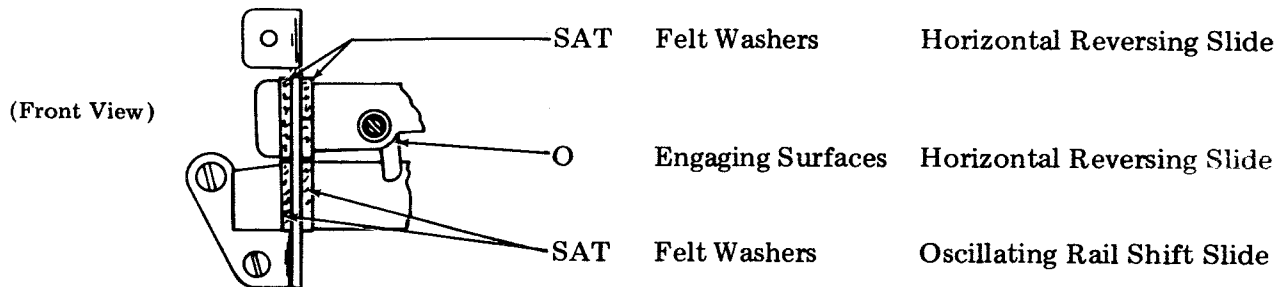 SAT Felt Washers Horizontal Reversing Slide
(Front View)
O Engaging Surfaces Horizontal Reversing Slide
SAT Felt Washers Oscillating Rail Shift Slide